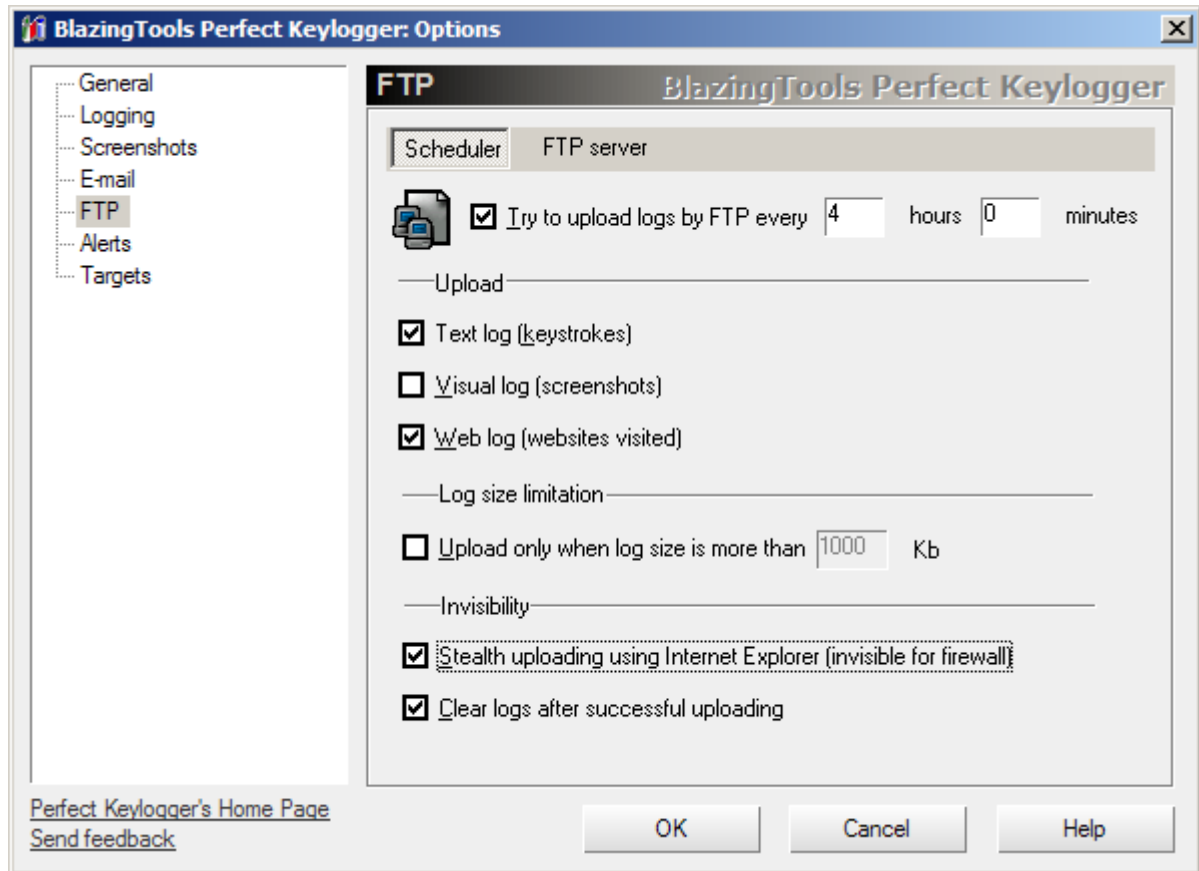 BlazingTools Perfect Keylogger: Options
General
Logging
Screenshots
E-mail
FTP
Alerts
Targets
FTP BlazingTools Perfect Keylogger
Scheduler FTP server
Try to upload logs by FTP every 4 hours 0 minutes
Upload
Text log (keystrokes)
Visual log (screenshots)
Web log (websites visited)
Log size limitation
Upload only when log size is more than 1000 Kb
Invisibility
Stealth uploading using Internet Explorer (invisible for firewall)
Clear logs after successful uploading
Perfect Keylogger's Home Page
Send feedback
OK Cancel Help